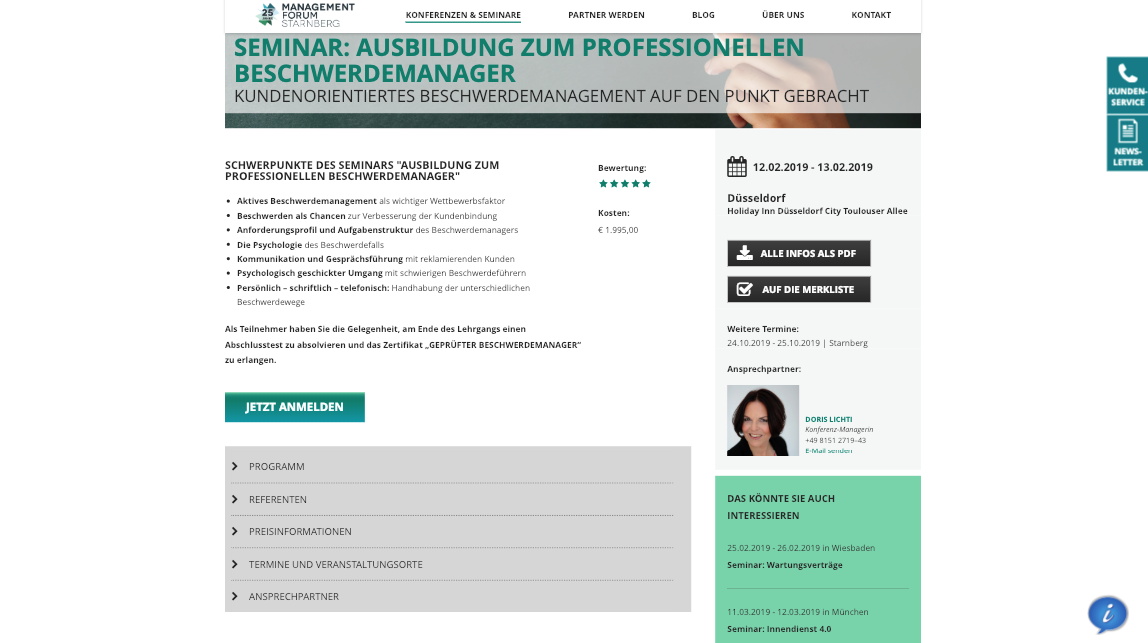 25
MANAGEMENT
FORUM
STARNBERG
KONFERENZEN & SEMINARE
PARTNER WERDEN
BLOG
ÜBER UNS
KONTAKT
SEMINAR: AUSBILDUNG ZUM PROFESSIONELLEN
BESCHWERDEMANAGER
KUNDENORIENTIERTES BESCHWERDEMANAGEMENT AUF DEN PUNKT GEBRACHT
KUNDEN-
SERVICE
NEWS-
LETTER
SCHWERPUNKTE DES SEMINARS "AUSBILDUNG ZUM
PROFESSIONELLEN BESCHWERDEMANAGER"
Aktives Beschwerdemanagement als wichtiger Wettbewerbsfaktor
Beschwerden als Chancen zur Verbesserung der Kundenbindung
Anforderungsprofil und Aufgabenstruktur des Beschwerdemanagers
Die Psychologie des Beschwerdefalls
Kommunikation und Gesprächsführung mit reklamierenden Kunden
Psychologisch geschickter Umgang mit schwierigen Beschwerdeführern
Persönlich – schriftlich – telefonisch: Handhabung der unterschiedlichen
Beschwerdewege
Als Teilnehmer haben Sie die Gelegenheit, am Ende des Lehrgangs einen
Abschlusstest zu absolvieren und das Zertifikat „GEPRÜFTER BESCHWERDEMANAGER“
zu erlangen.
JETZT ANMELDEN
Bewertung:
Kosten:
€ 1.995,00
12.02.2019 - 13.02.2019
Düsseldorf
Holiday Inn Düsseldorf City Toulouser Allee
ALLE INFOS ALS PDF
AUF DIE MERKLISTE
Weitere Termine:
24.10.2019 - 25.10.2019 | Starnberg
Ansprechpartner:
DORIS LICHTI
Konferenz-Managerin
+49 8151 2719–43
E-Mail senden
PROGRAMM
REFERENTEN
PREISINFORMATIONEN
TERMINE UND VERANSTALTUNGSORTE
ANSPRECHPARTNER
DAS KÖNNTE SIE AUCH
INTERESSIEREN
25.02.2019 - 26.02.2019 in Wiesbaden
Seminar: Wartungsverträge
11.03.2019 - 12.03.2019 in München
Seminar: Innendienst 4.0
i